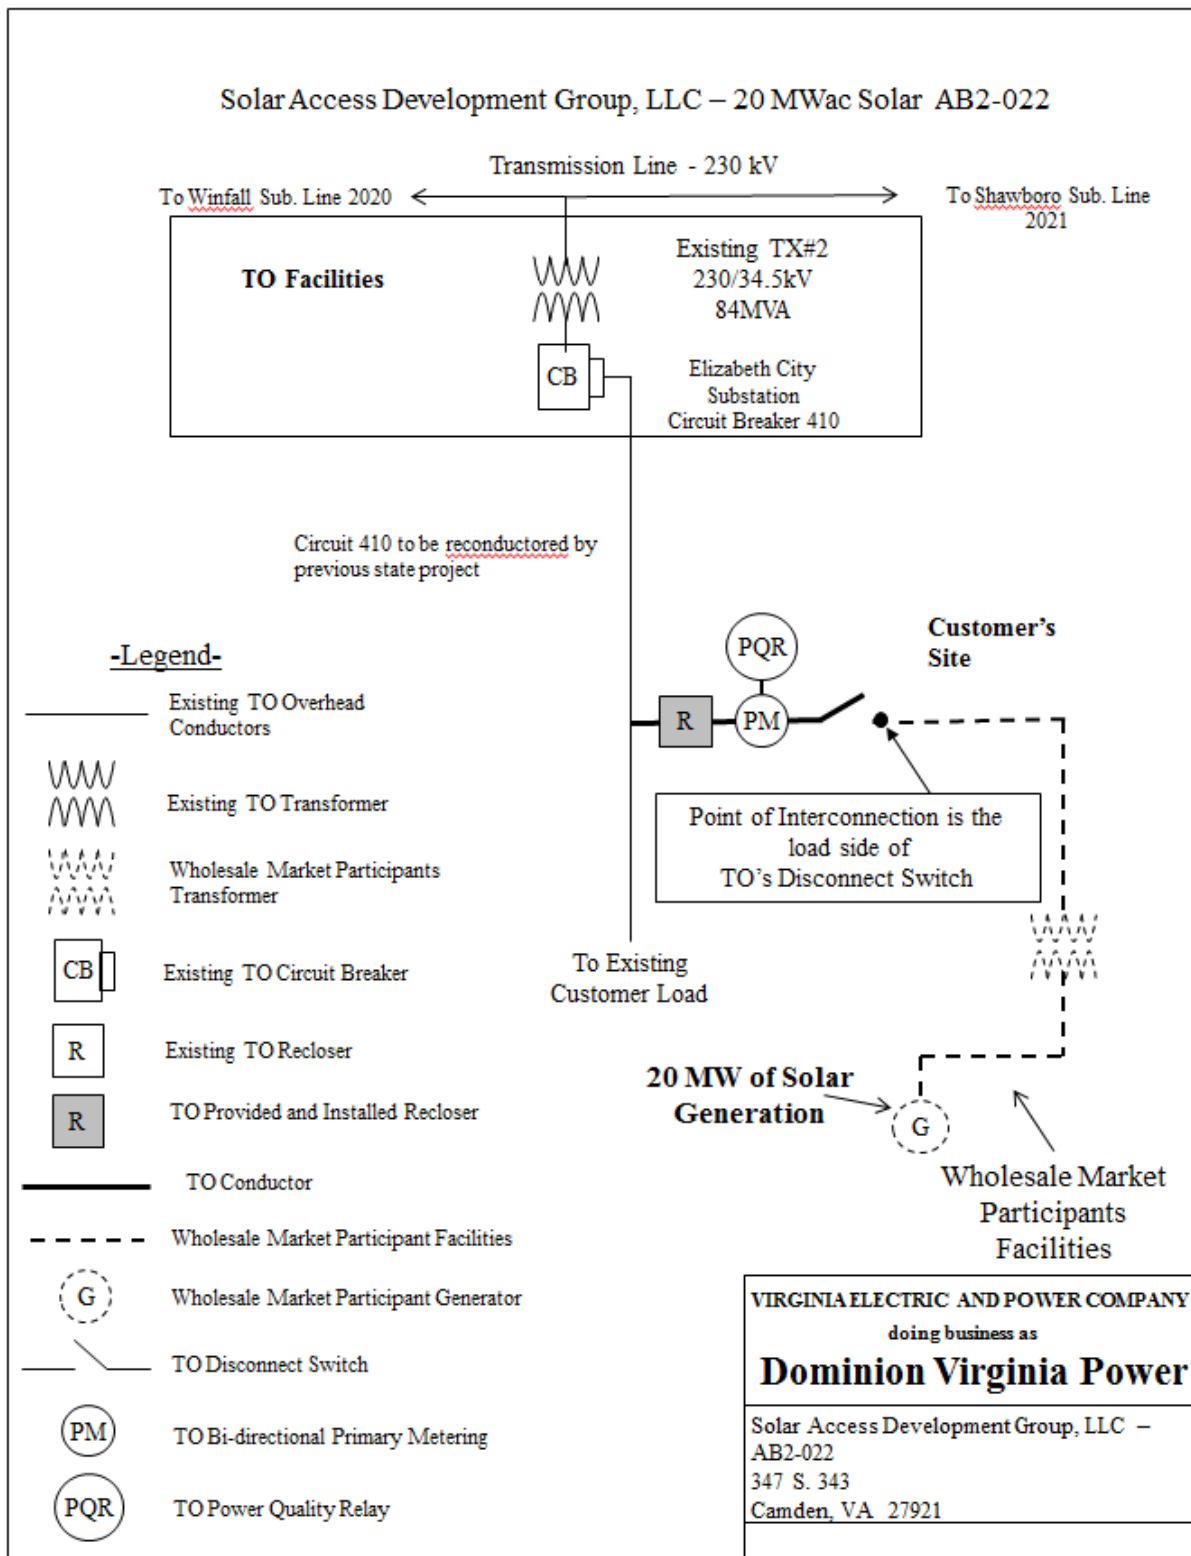 Solar Access Development Group, LLC – 20 MWac Solar AB2-022
Transmission Line - 230 kV
To Winfall Sub. Line 2020
To Shawboro Sub. Line
2021
TO Facilities
Existing TX#2
230/34.5kV
84MVA
CB
Elizabeth City
Substation
Circuit Breaker 410
Circuit 410 to be reconductored by
previous state project
Customer's
Site
PQR
R
PM
Point of Interconnection is the
load side of
TO's Disconnect Switch
To Existing
Customer Load
20 MW of Solar
Generation
G
Wholesale Market
Participants
Facilities
-Legend-
Existing TO Overhead
Conductors
Existing TO Transformer
Wholesale Market Participants
Transformer
CB
Existing TO Circuit Breaker
R
Existing TO Recloser
R
TO Provided and Installed Recloser
TO Conductor
Wholesale Market Participant Facilities
G
Wholesale Market Participant Generator
TO Disconnect Switch
PM
TO Bi-directional Primary Metering
PQR
TO Power Quality Relay
VIRGINIA ELECTRIC AND POWER COMPANY
doing business as
Dominion Virginia Power
Solar Access Development Group, LLC –
AB2-022
347 S. 343
Camden, VA 27921